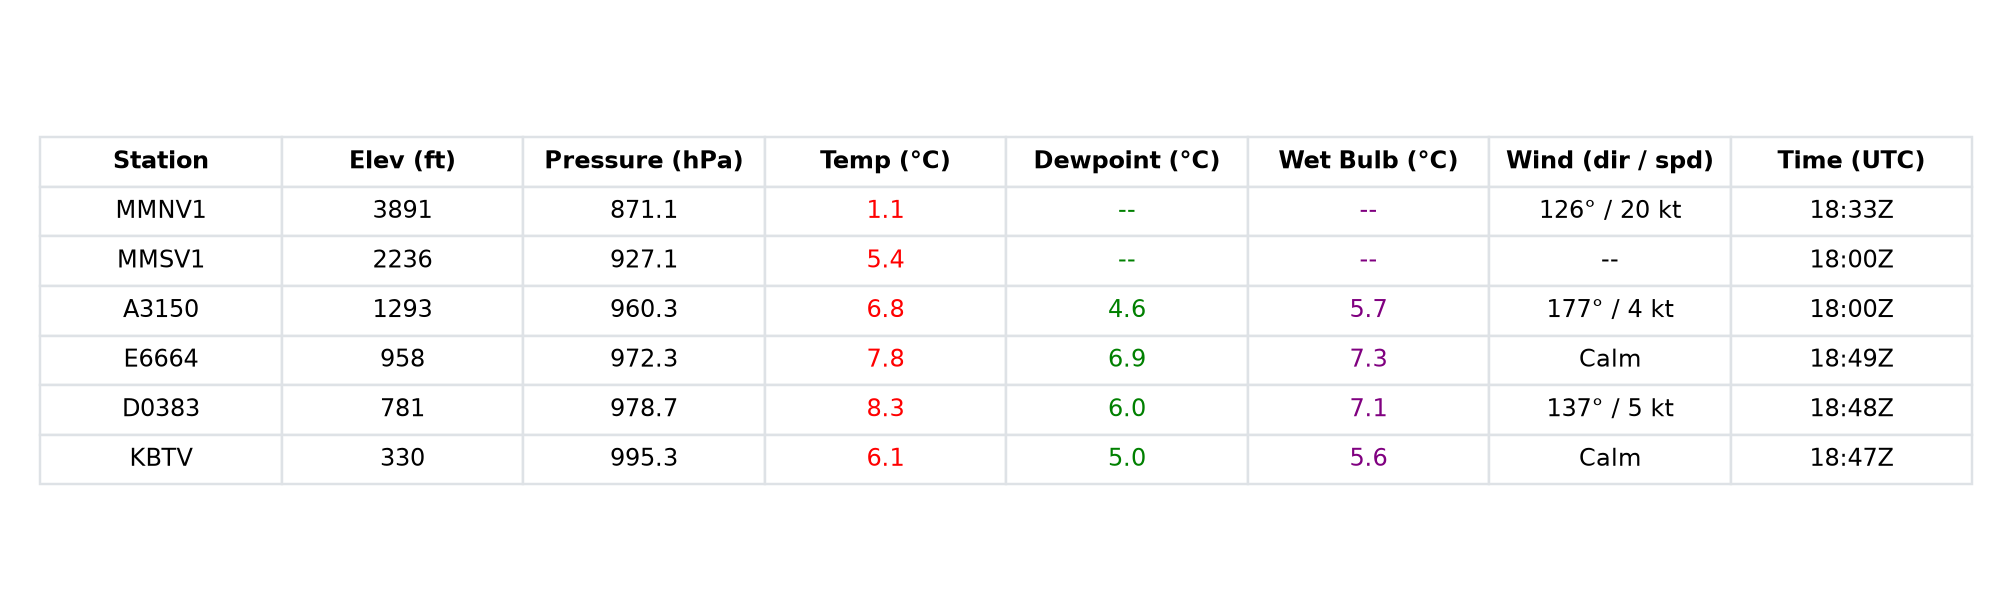 Station Elev (ft) Pressure (hPa) Temp (°C) Dewpoint (°C) Wet Bulb (°C) Wind (dir / spd) Time (UTC)
MMNV1 3891 871.1 1.1 -- -- 126° / 20 kt 18:33Z
MMSV1 2236 927.1 5.4 -- -- -- 18:00Z
A3150 1293 960.3 6.8 4.6 5.7 177° / 4 kt 18:00Z
E6664 958 972.3 7.8 6.9 7.3 Calm 18:49Z
D0383 781 978.7 8.3 6.0 7.1 137° / 5 kt 18:48Z
KBTV 330 995.3 6.1 5.0 5.6 Calm 18:47Z